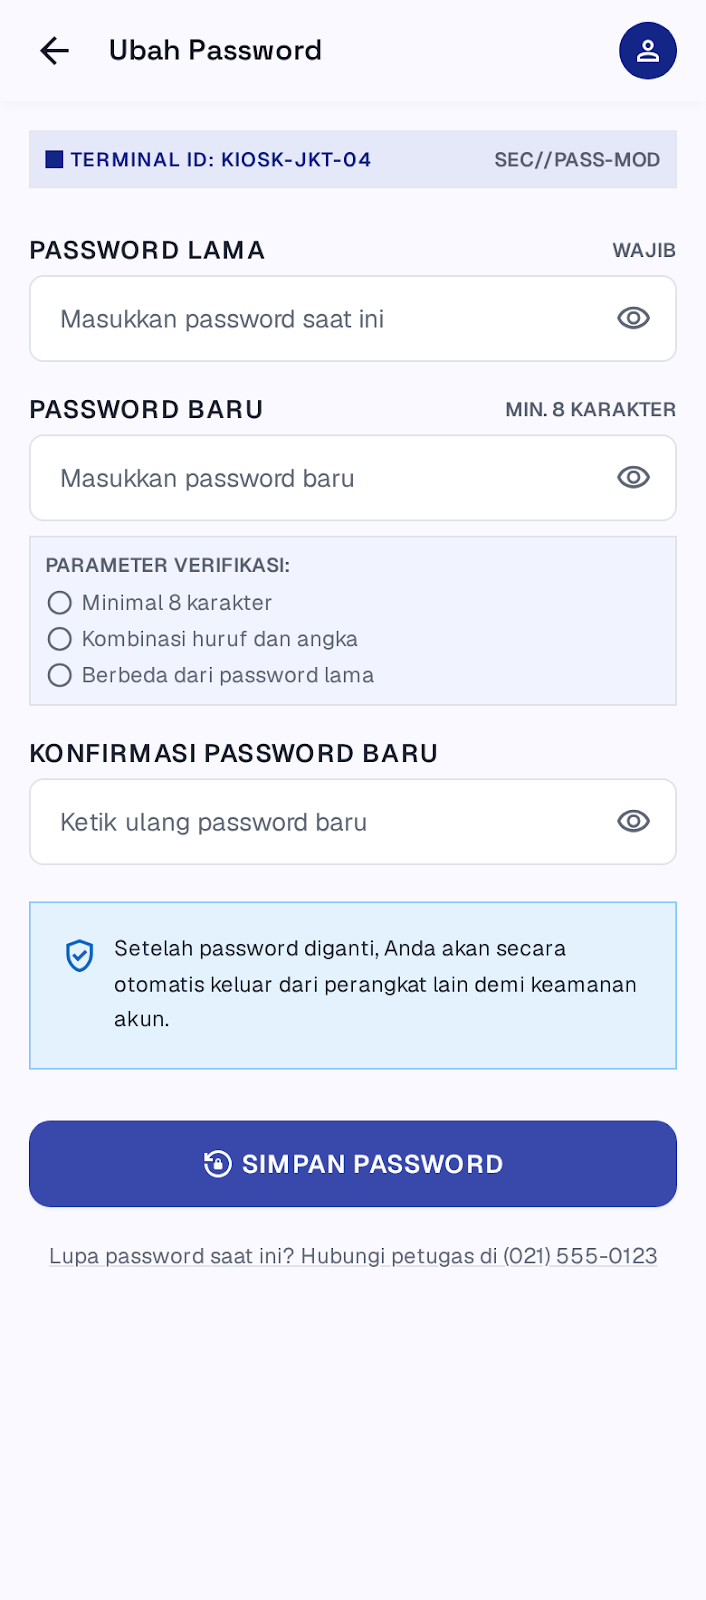 Ubah Password
TERMINAL ID: KIOSK-JKT-04
SEC//PASS-MOD
PASSWORD LAMA
WAJIB
Masukkan password saat ini
PASSWORD BARU
MIN. 8 KARAKTER
Masukkan password baru
PARAMETER VERIFIKASI:
Minimal 8 karakter
Kombinasi huruf dan angka
Berbeda dari password lama
KONFIRMASI PASSWORD BARU
Ketik ulang password baru
Setelah password diganti, Anda akan secara
otomatis keluar dari perangkat lain demi keamanan
akun.
SIMPAN PASSWORD
Lupa password saat ini? Hubungi petugas di (021) 555-0123